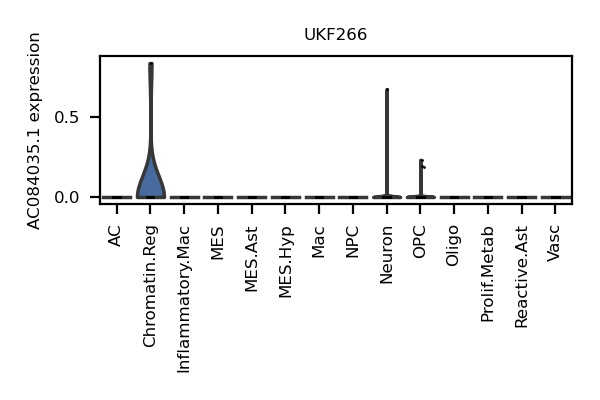 UKF266
AC084035.1 expression
0.5
0.0
AC
Chromatin.Reg
Inflammatory.Mac
MES
MES.Ast
MES.Hyp
Mac
NPC
Neuron
OPC
Oligo
Prolif.Metab
Reactive.Ast
Vasc